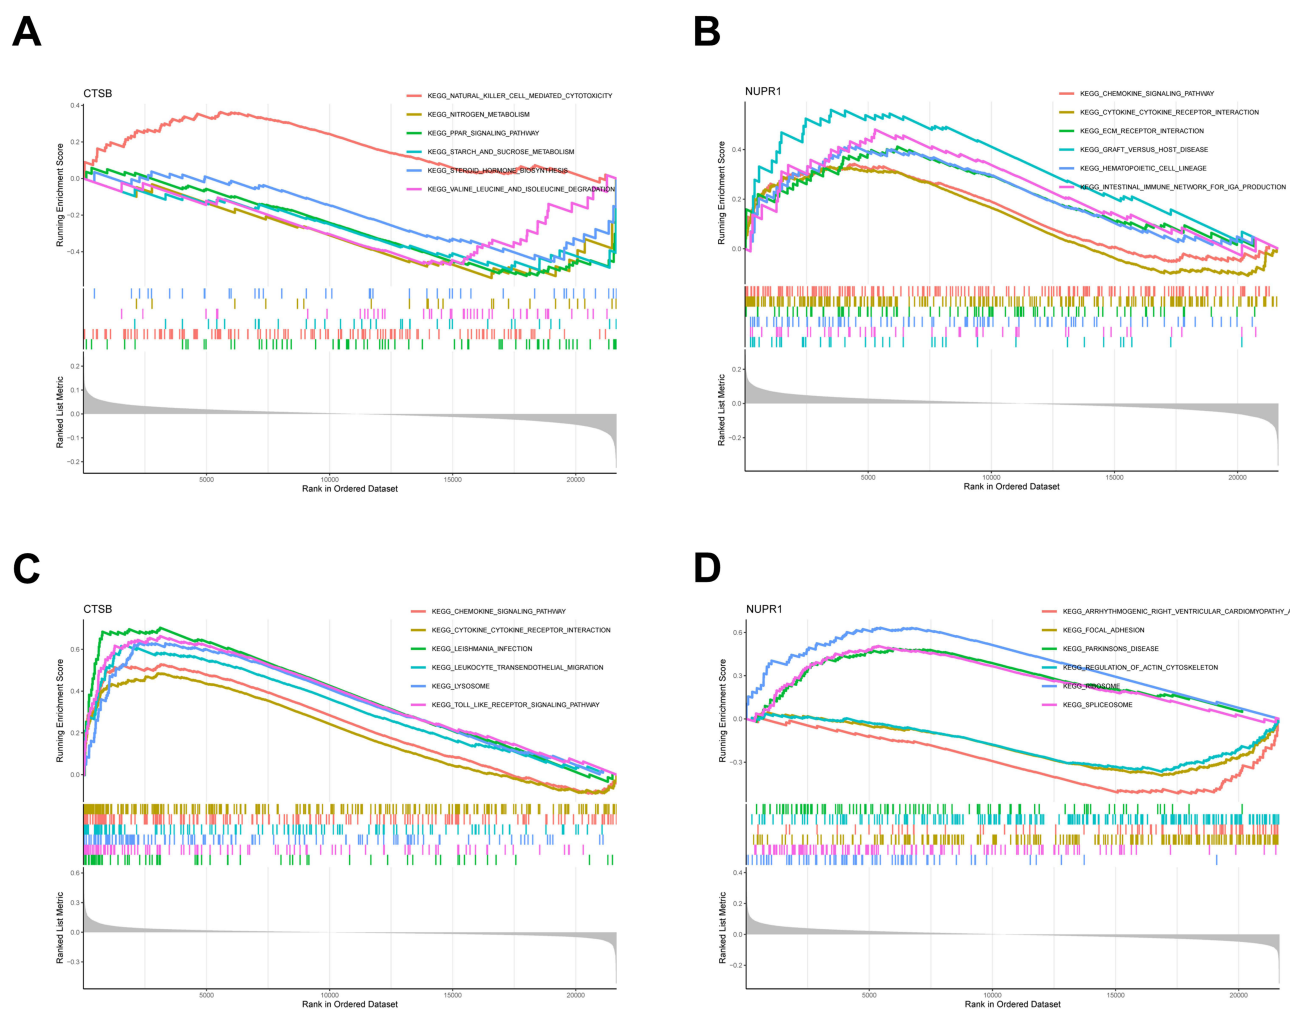 A
CTSB
KEGG_NATURAL_KILLER_CELL_MEDIATED_CYTOTOXICITY
KEGG_NITROGEN_METABOLISM
KEGG_PPAR_SIGNALING_PATHWAY
KEGG_STARCH_AND_SUCROSE_METABOLISM
KEGG_STEROID_HORMONE_BIOSYNTHESIS
KEGG_VALINE_LEUCINE_AND_ISOLEUCINE_DEGRADATION
Running Enrichment Score
0.4
0.2
0.0
−0.2
−0.4
Ranked List Metric
0.2
0.1
0.0
−0.1
−0.2
5000
10000
15000
20000
Rank in Ordered Dataset
B
NUPR1
KEGG_CHEMOKINE_SIGNALING_PATHWAY
KEGG_CYTOKINE_CYTOKINE_RECEPTOR_INTERACTION
KEGG_ECM_RECEPTOR_INTERACTION
KEGG_GRAFT_VERSUS_HOST_DISEASE
KEGG_HEMATOPOIETIC_CELL_LINEAGE
KEGG_INTESTINAL_IMMUNE_NETWORK_FOR_IGA_PRODUCTION
Running Enrichment Score
0.4
0.2
0.0
Ranked List Metric
0.2
0.0
−0.2
5000
10000
15000
20000
Rank in Ordered Dataset
C
CTSB
KEGG_CHEMOKINE_SIGNALING_PATHWAY
KEGG_CYTOKINE_CYTOKINE_RECEPTOR_INTERACTION
KEGG_LEISHMANIA_INFECTION
KEGG_LEUKOCYTE_TRANSENDOTHELIAL_MIGRATION
KEGG_LYSOSOME
KEGG_TOLL_LIKE_RECEPTOR_SIGNALING_PATHWAY
Running Enrichment Score
0.6
0.4
0.2
0.0
Ranked List Metric
0.6
0.3
0.0
−0.3
5000
10000
15000
20000
Rank in Ordered Dataset
D
NUPR1
KEGG_ARRHYTHMOGENIC_RIGHT_VENTRICULAR_CARDIOMYOPATHY_A
KEGG_FOCAL_ADHESION
KEGG_PARKINSONS_DISEASE
KEGG_REGULATION_OF_ACTIN_CYTOSKELETON
KEGG_RIBOSOME
KEGG_SPLICEOSOME
Running Enrichment Score
0.6
0.3
0.0
−0.3
Ranked List Metric
0.4
0.2
0.0
−0.2
5000
10000
15000
20000
Rank in Ordered Dataset